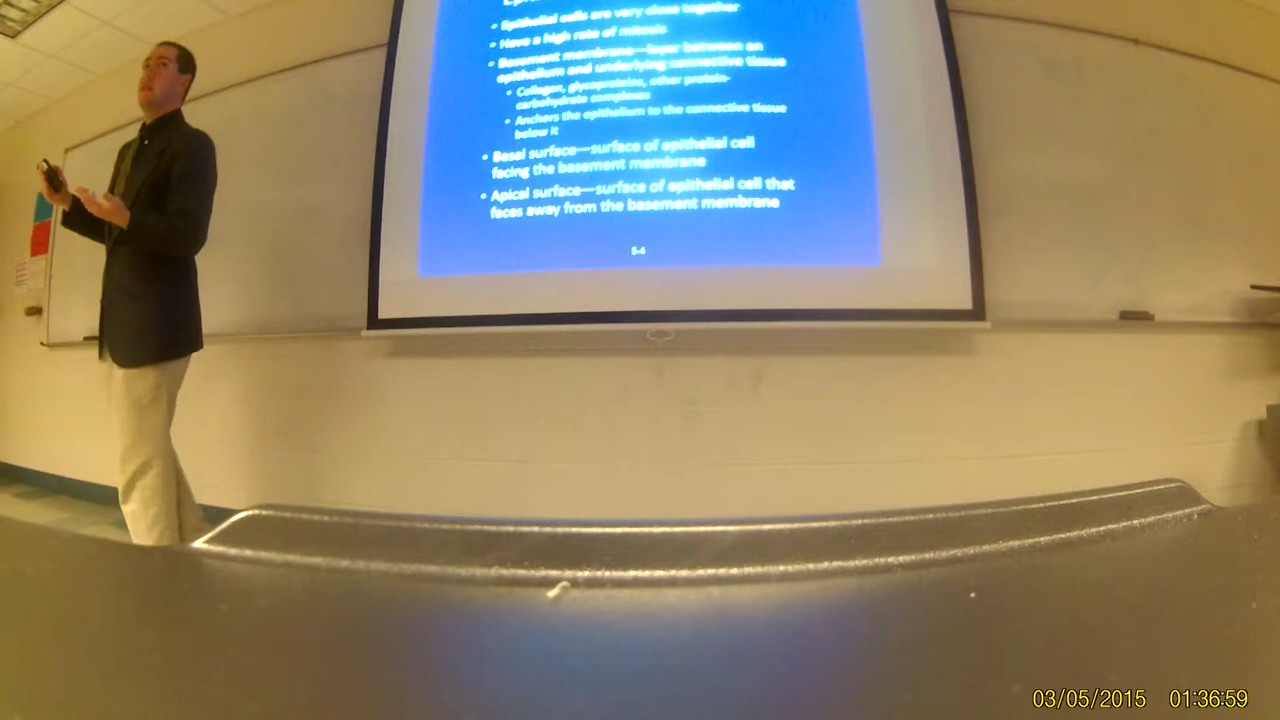 • Epithelial cells are very close together
• Have a high rate of mitosis
• Basement membrane—layer between an
epithelium and underlying connective tissue
• Collagen, glycoproteins, other protein-
carbohydrate complexes
• Anchors the epithelium to the connective tissue
below it
• Basal surface—surface of epithelial cell
facing the basement membrane
• Apical surface—surface of epithelial cell that
faces away from the basement membrane
5-4
03/05/2015 01:36:59